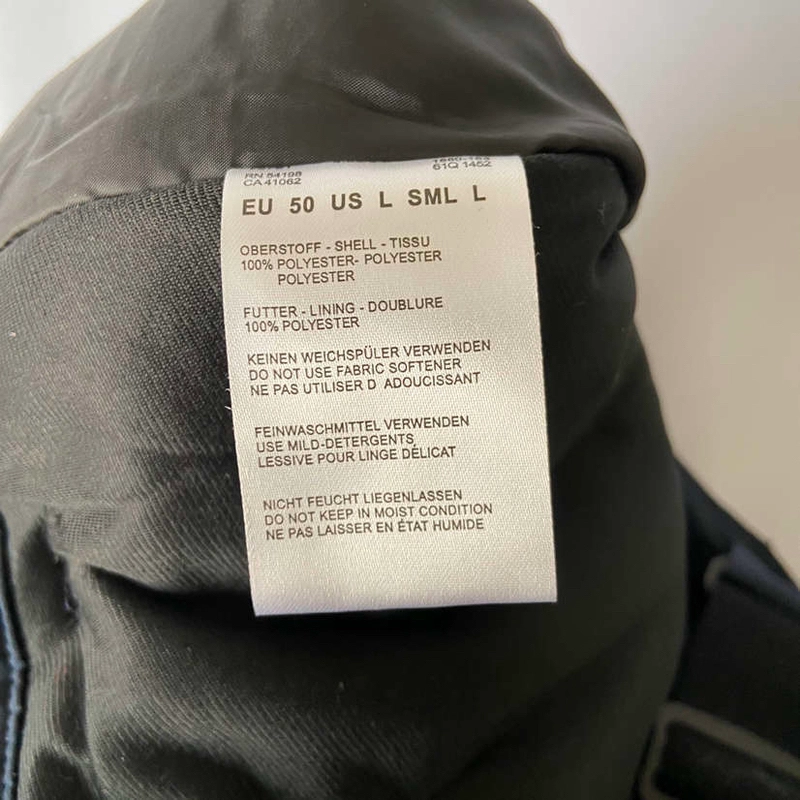 RN 54198
CA 41062
61Q 1452
EU 50 US L SML L
OBERSTOFF - SHELL - TISSU
100% POLYESTER- POLYESTER
POLYESTER
FUTTER - LINING - DOUBLURE
100% POLYESTER
KEINEN WEICHSPÜLER VERWENDEN
DO NOT USE FABRIC SOFTENER
NE PAS UTILISER D ADOUCISSANT
FEINWASCHMITTEL VERWENDEN
USE MILD-DETERGENTS
LESSIVE POUR LINGE DÉLICAT
NICHT FEUCHT LIEGENLASSEN
DO NOT KEEP IN MOIST CONDITION
NE PAS LAISSER EN ÉTAT HUMIDE